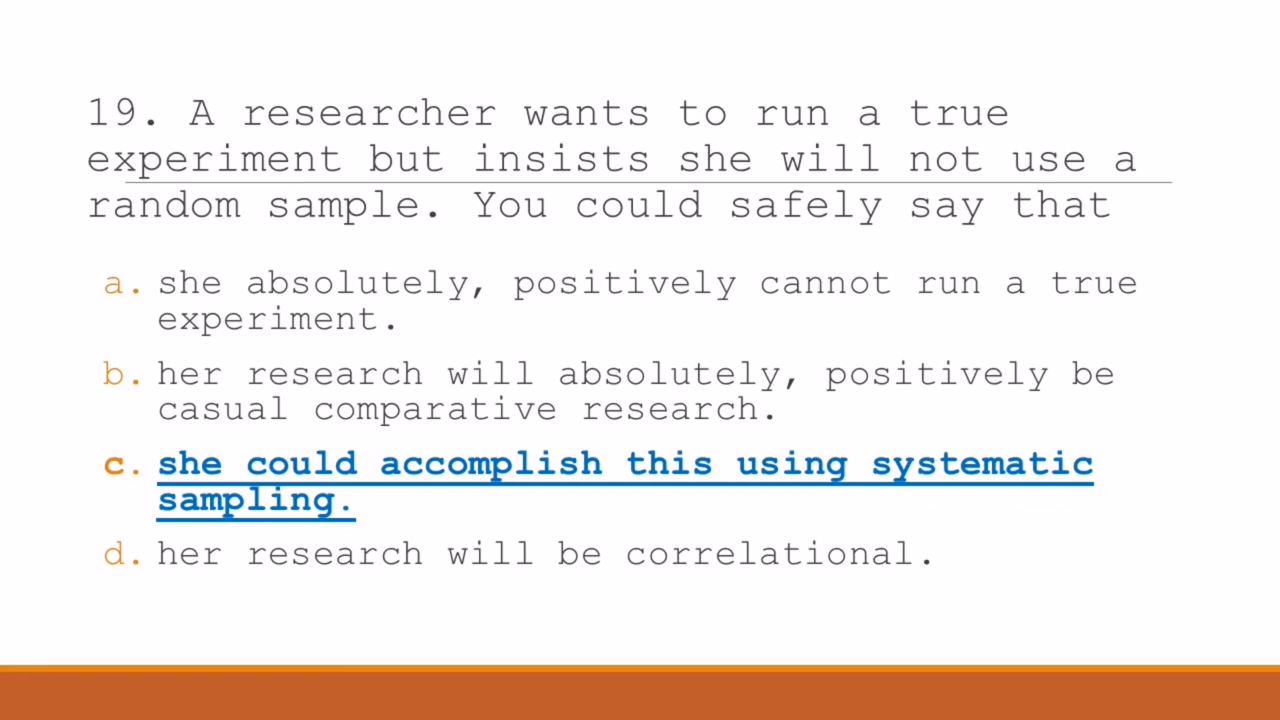 19. A researcher wants to run a true
experiment but insists she will not use a
random sample. You could safely say that
a. she absolutely, positively cannot run a true
experiment.
b. her research will absolutely, positively be
casual comparative research.
c. she could accomplish this using systematic
sampling.
d. her research will be correlational.